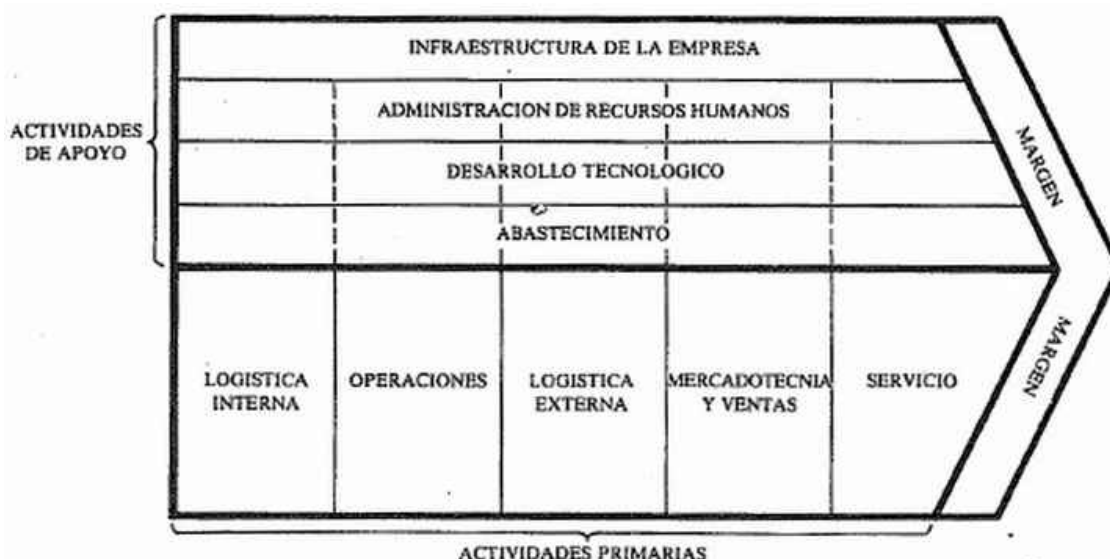 INFRAESTRUCTURA DE LA EMPRESA
ADMINISTRACION DE RECURSOS HUMANOS
ACTIVIDADES
DE APOYO
DESARROLLO TECNOLOGICO
ABASTECIMIENTO
MARGEN
MARGEN
LOGISTICA
INTERNA
OPERACIONES
LOGISTICA
EXTERNA
MERCADOTECNIA
Y VENTAS
SERVICIO
ACTIVIDADES PRIMARIAS